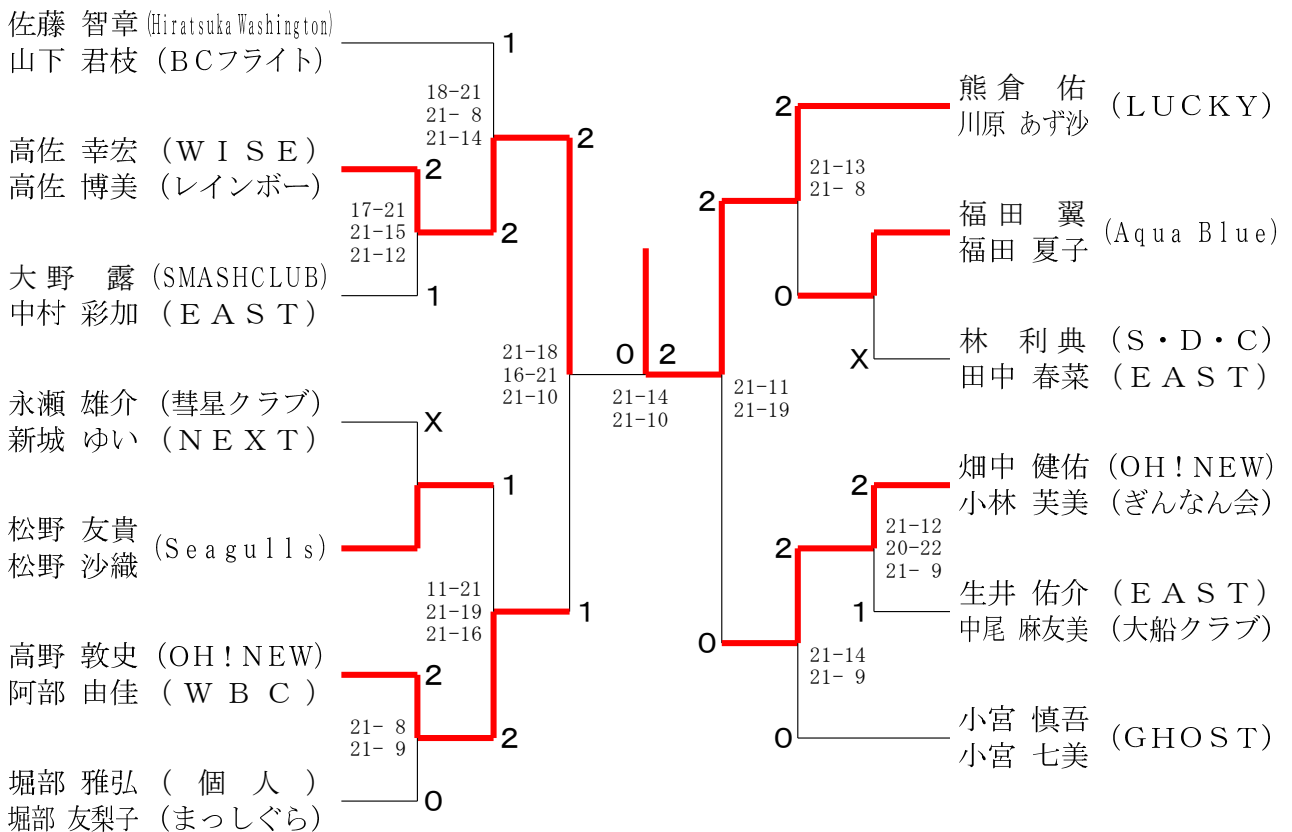 佐藤 智章 (Hiratsuka Washington)
山下 君枝 (BCフライト)
1
18-21
21- 8
21-14
2
高佐 幸宏 (ＷＩＳＥ)
高佐 博美 (レインボー)
2
17-21
21-15
21-12
2
大野 露 (SMASHCLUB)
中村 彩加 (ＥＡＳＴ)
1
21-18
16-21
21-10
永瀬 雄介 (彗星クラブ)
新城 ゆい (ＮＥＸＴ)
X
1
松野 友貴
松野 沙織
(Seagulls)
11-21
21-19
21-16
1
高野 敦史 (OH！NEW)
阿部 由佳 (ＷＢＣ)
2
21- 8
21- 9
2
堀部 雅弘 (個人)
堀部 友梨子 (まっしぐら)
0
0 2
21-14
21-10
熊倉 佑
川原 あず沙
(LUCKY)
2
21-13
21- 8
2
福田 翼
福田 夏子
(Aqua Blue)
0
林 利典 (Ｓ・Ｄ・Ｃ)
田中 春菜 (ＥＡＳＴ)
X
21-11
21-19
畑中 健佑 (OH！NEW)
小林 芙美 (ぎんなん会)
2
21-12
20-22
21- 9
2
生井 佑介 (ＥＡＳＴ)
中尾 麻友美 (大船クラブ)
1
0
21-14
21- 9
小宮 慎吾
小宮 七美
(GHOST)
0